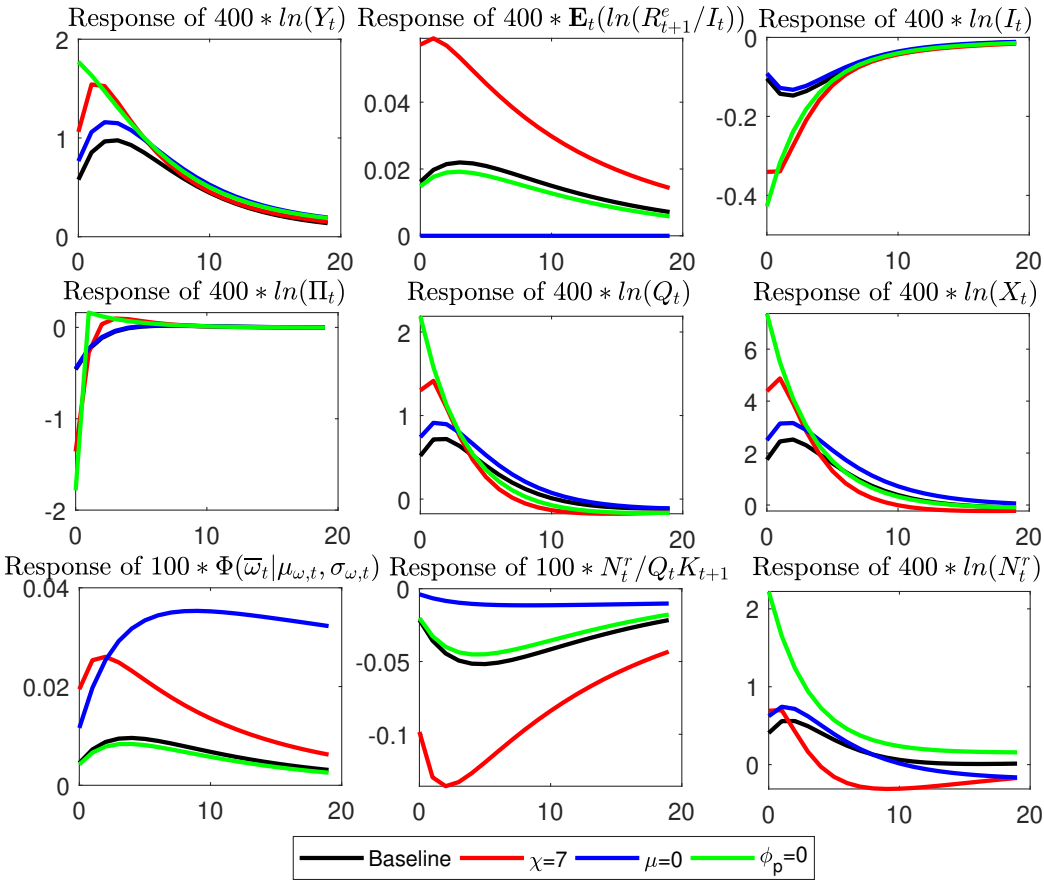 Response of 400 ∗ ln(Y_t) Response of 400 ∗ E_t(ln(R^e_{t+1}/I_t)) Response of 400 ∗ ln(I_t)
2
1
0
0 10 20
0.04
0.02
0
0 10 20
0
-0.2
-0.4
0 10 20
Response of 400 ∗ ln(Π_t) Response of 400 ∗ ln(Q_t) Response of 400 ∗ ln(X_t)
0
-1
-2
0 10 20
2
1
0
0 10 20
6
4
2
0
0 10 20
Response of 100 ∗ Φ(ω̅_t|μ_{ω,t}, σ_{ω,t}) Response of 100 ∗ N^r_t/Q_tK_{t+1} Response of 400 ∗ ln(N^r_t)
0.04
0.02
0
0 10 20
0
-0.05
-0.1
0 10 20
2
1
0
0 10 20
Baseline χ=7 μ=0 ϕ_p=0